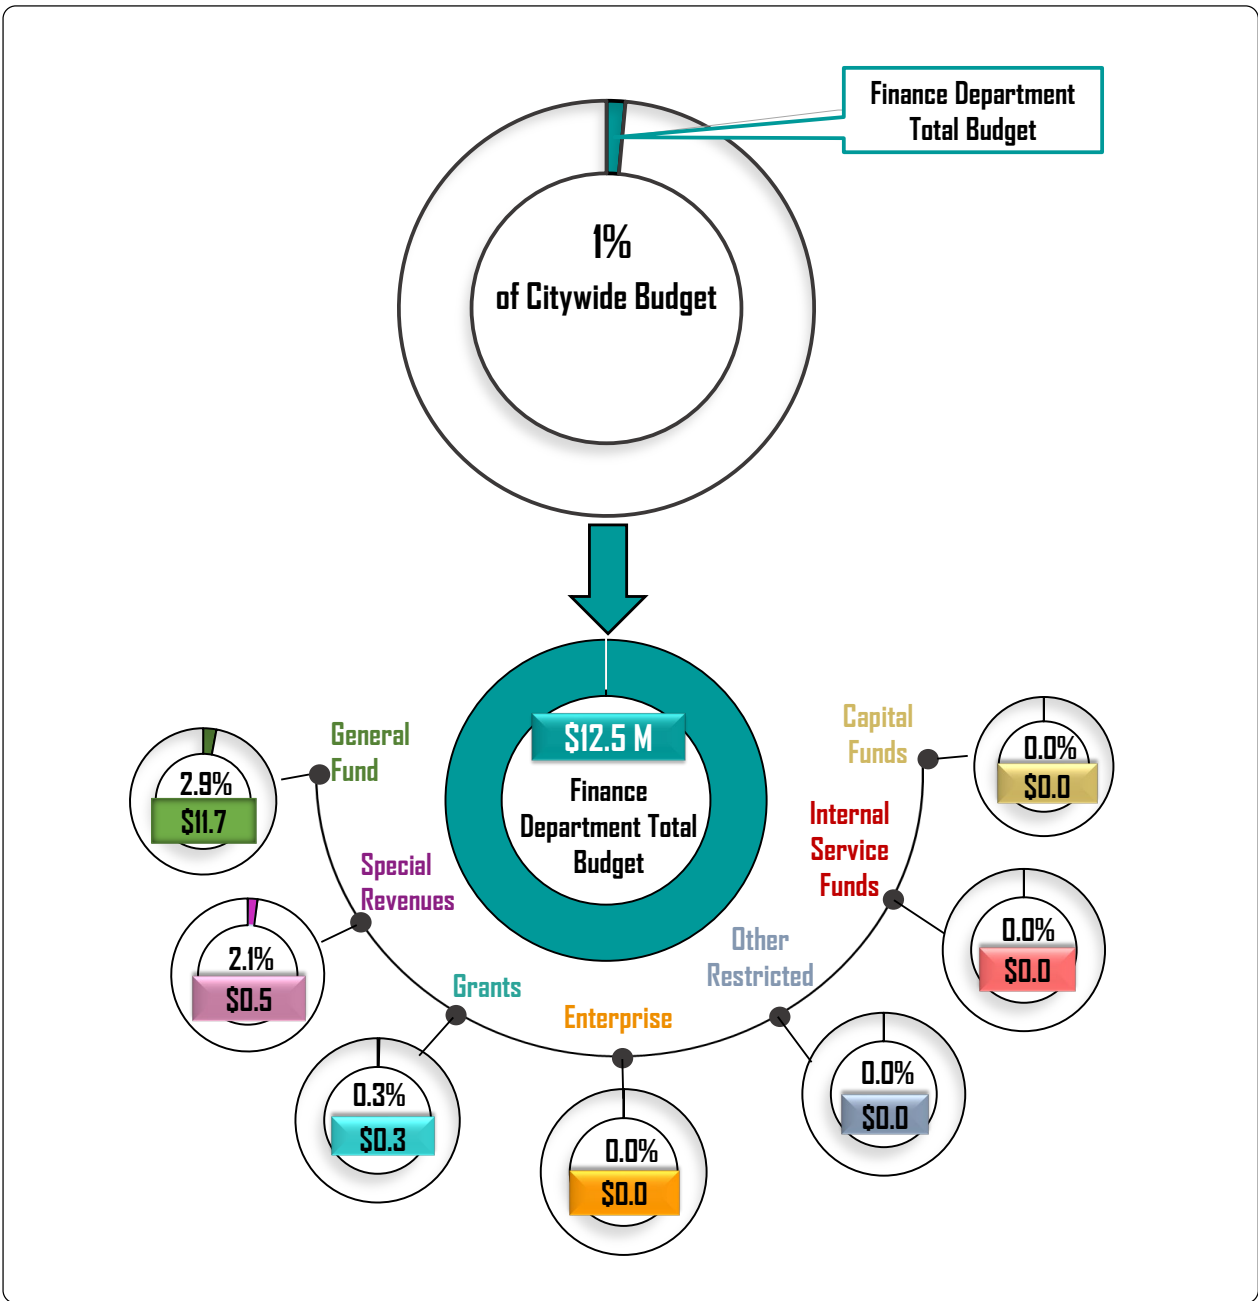 Finance Department
Total Budget
1%
of Citywide Budget
$12.5 M
Finance
Department Total
Budget
General
Fund
2.9%
$11.7
Special
Revenues
2.1%
$0.5
Grants
0.3%
$0.3
Enterprise
0.0%
$0.0
Other
Restricted
0.0%
$0.0
Internal
Service
Funds
0.0%
$0.0
Capital
Funds
0.0%
$0.0